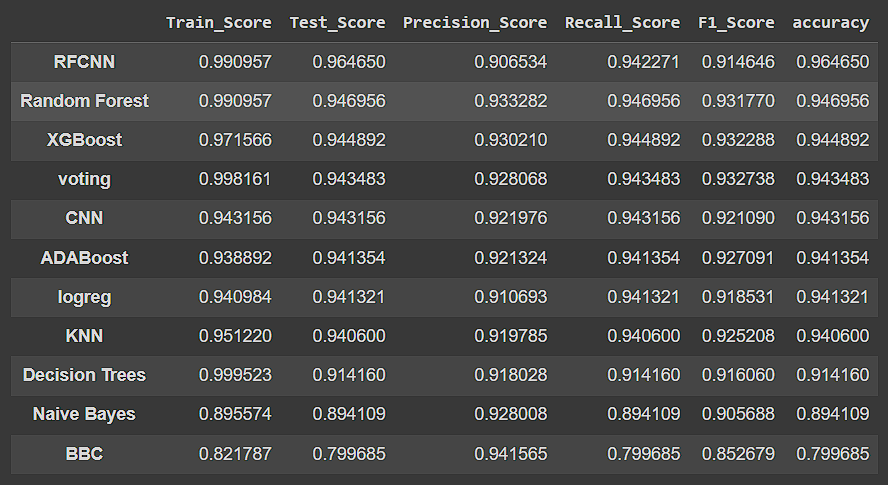 Train_Score Test_Score Precision_Score Recall_Score F1_Score accuracy
RFCNN 0.990957 0.964650 0.906534 0.942271 0.914646 0.964650
Random Forest 0.990957 0.946956 0.933282 0.946956 0.931770 0.946956
XGBoost 0.971566 0.944892 0.930210 0.944892 0.932288 0.944892
voting 0.998161 0.943483 0.928068 0.943483 0.932738 0.943483
CNN 0.943156 0.943156 0.921976 0.943156 0.921090 0.943156
ADABoost 0.938892 0.941354 0.921324 0.941354 0.927091 0.941354
logreg 0.940984 0.941321 0.910693 0.941321 0.918531 0.941321
KNN 0.951220 0.940600 0.919785 0.940600 0.925208 0.940600
Decision Trees 0.999523 0.914160 0.918028 0.914160 0.916060 0.914160
Naive Bayes 0.895574 0.894109 0.928008 0.894109 0.905688 0.894109
BBC 0.821787 0.799685 0.941565 0.799685 0.852679 0.799685